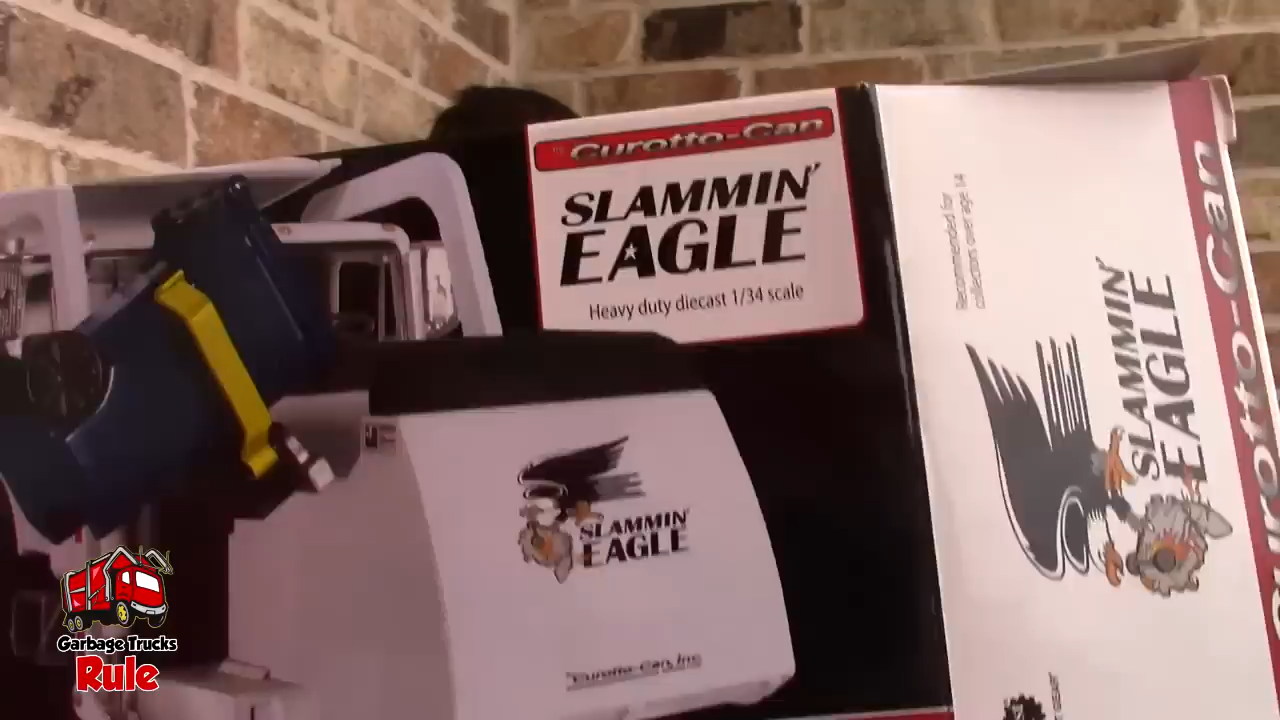 The Curotto-Can
SLAMMIN'
EAGLE
Heavy duty diecast 1/34 scale
SLAMMIN'
EAGLE
Curotto-Can, Inc.
Recommended for
collectors over age 14
SLAMMIN'
EAGLE
Curotto-Can
Garbage Trucks
Rule